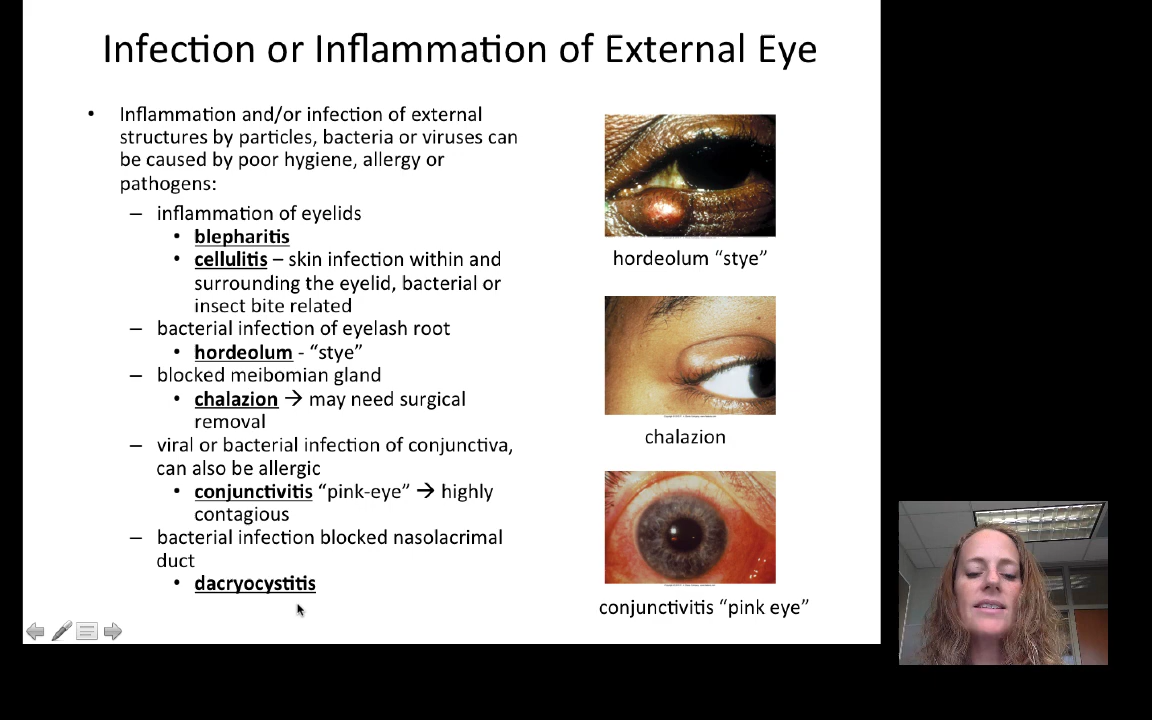 Infection or Inflammation of External Eye
• Inflammation and/or infection of external
structures by particles, bacteria or viruses can
be caused by poor hygiene, allergy or
pathogens:
– inflammation of eyelids
• blepharitis
• cellulitis – skin infection within and
surrounding the eyelid, bacterial or
insect bite related
– bacterial infection of eyelash root
• hordeolum - “stye”
– blocked meibomian gland
• chalazion → may need surgical
removal
– viral or bacterial infection of conjunctiva,
can also be allergic
• conjunctivitis “pink-eye” → highly
contagious
– bacterial infection blocked nasolacrimal
duct
• dacryocystitis
hordeolum “stye”
chalazion
conjunctivitis “pink eye”